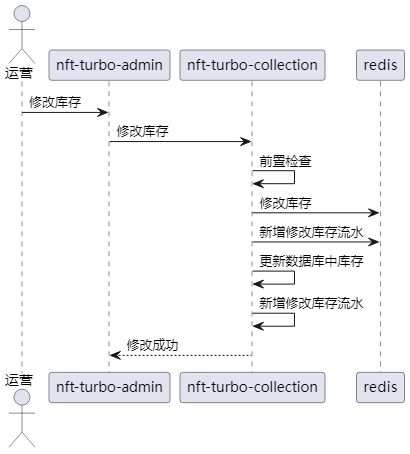 运营
nft-turbo-admin
nft-turbo-collection
redis
修改库存
修改库存
前置检查
修改库存
新增修改库存流水
更新数据库中库存
新增修改库存流水
修改成功
运营
nft-turbo-admin
nft-turbo-collection
redis